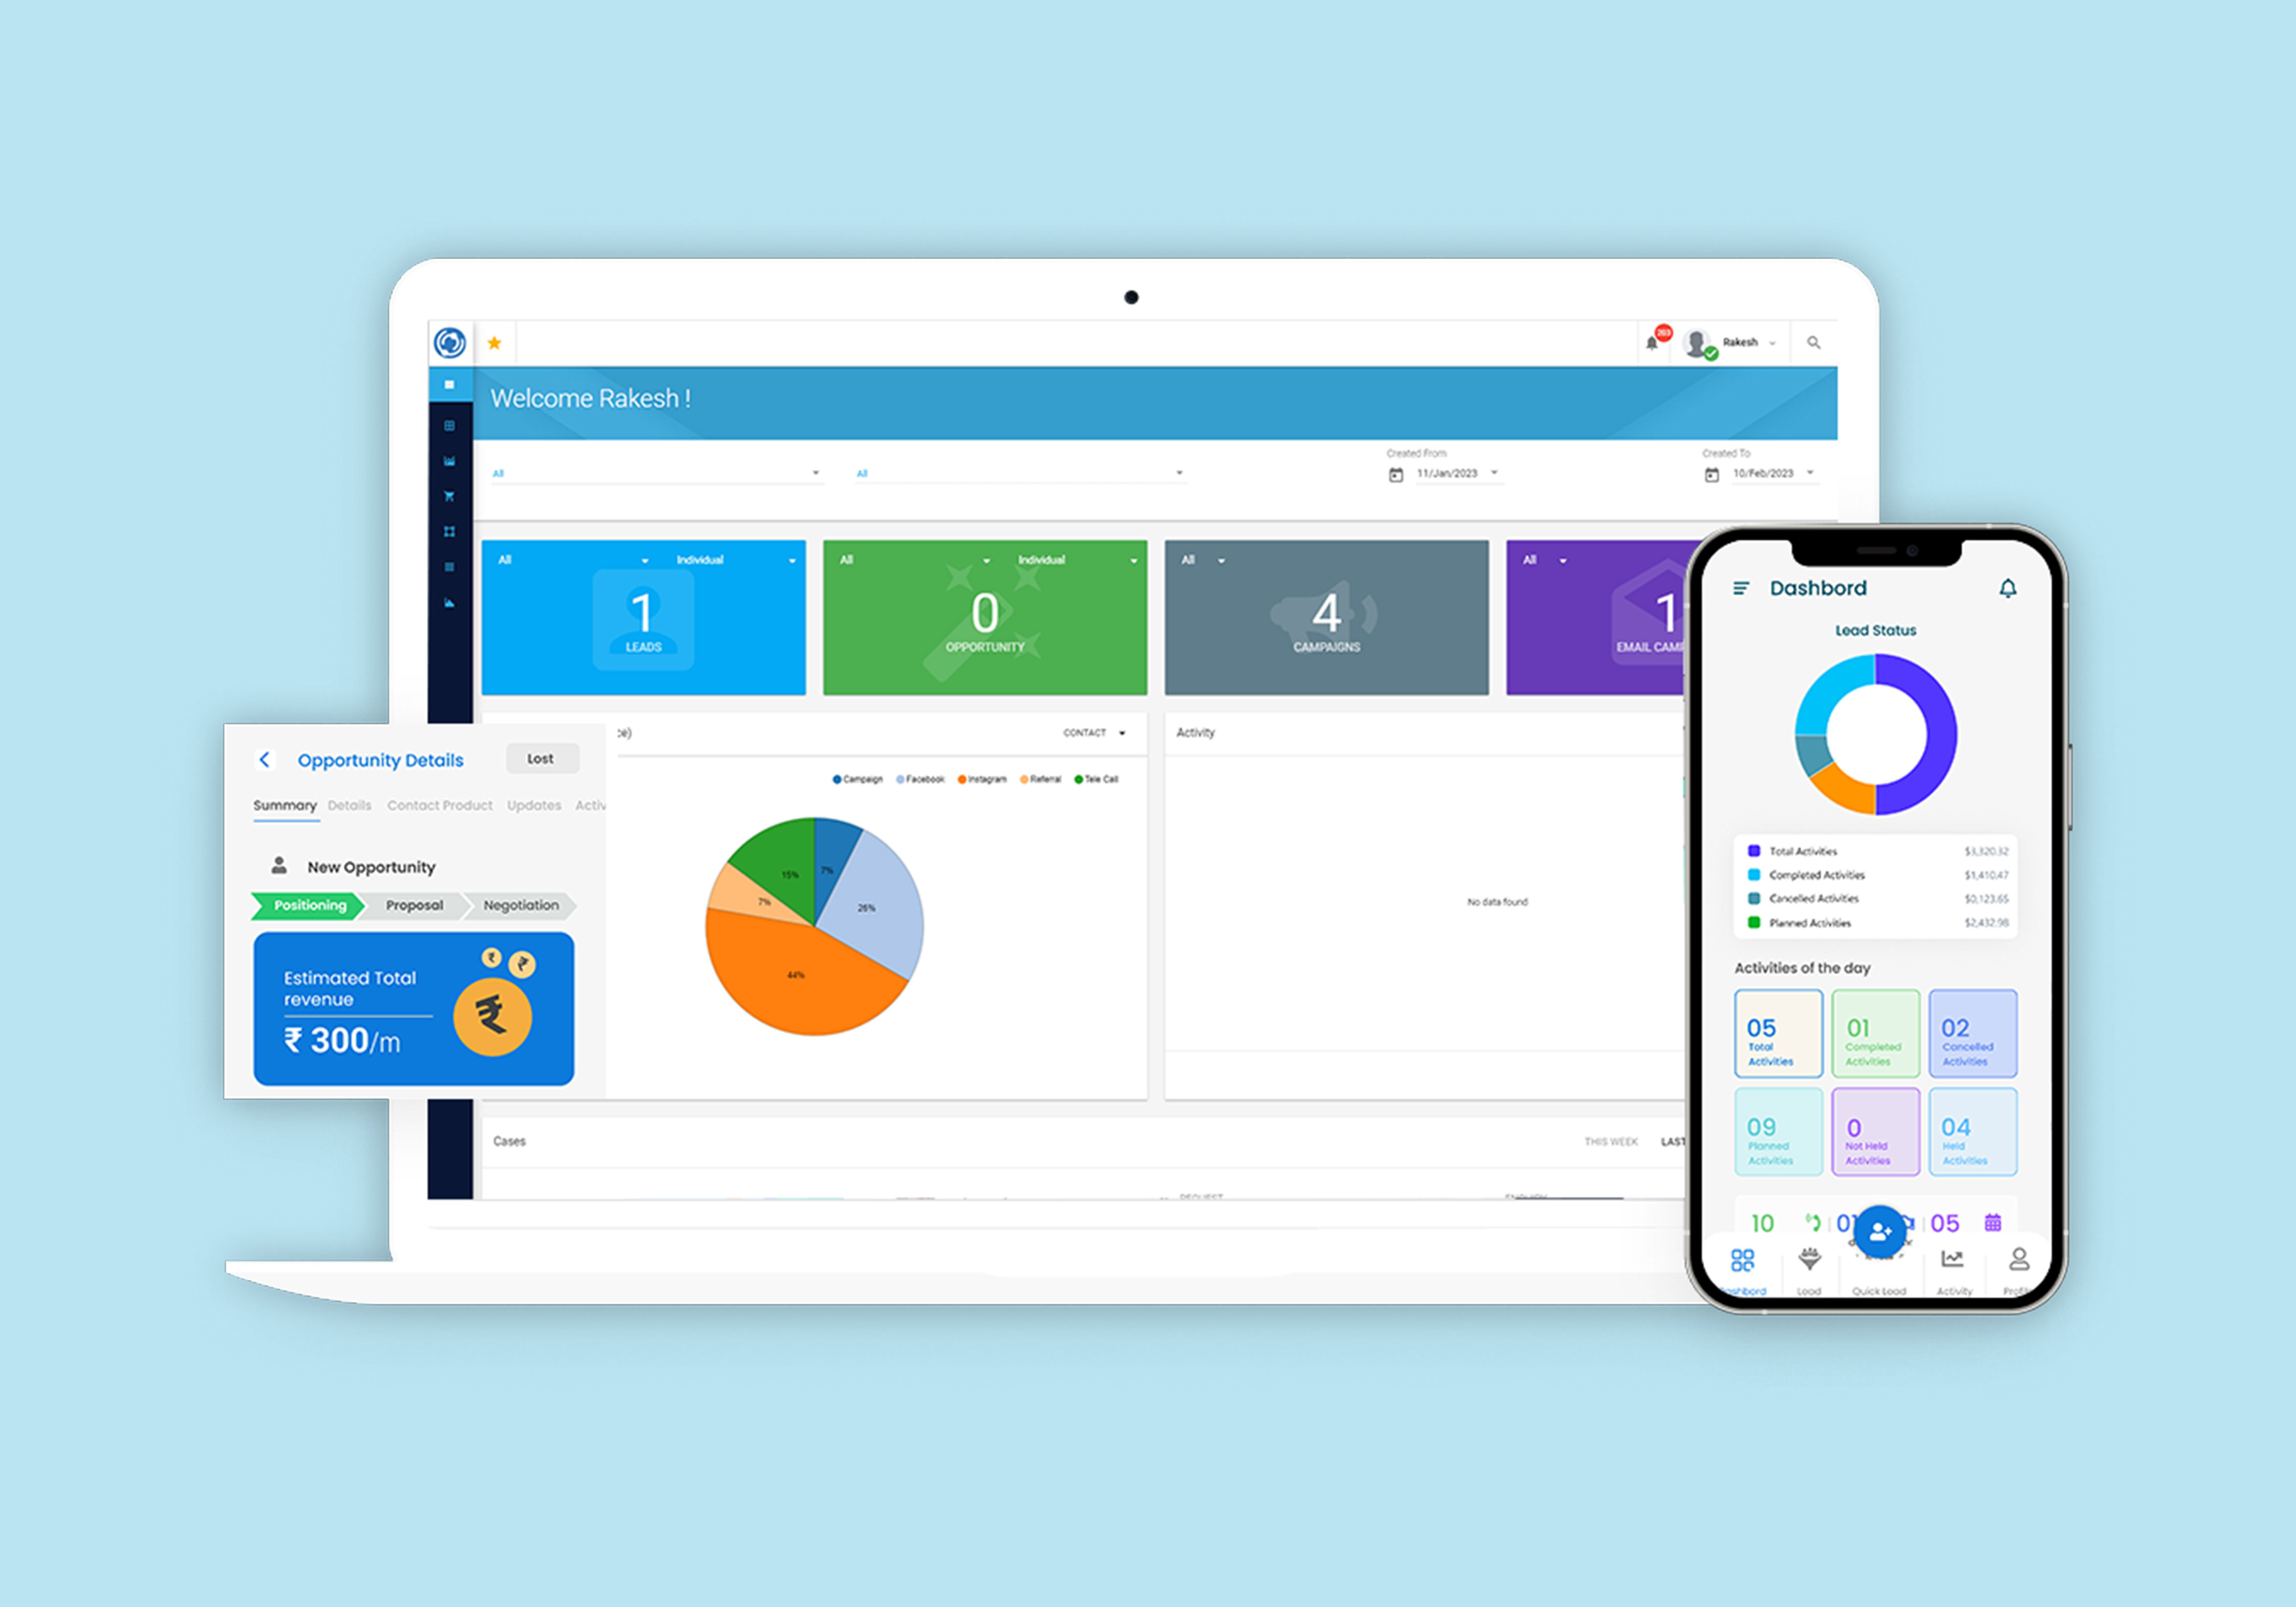 203
Rakesh
Welcome Rakesh !
All
All
Created From
11/Jan/2023
Created To
10/Feb/2023
All Individual
1
LEADS
All Individual
0
OPPORTUNITY
All
4
CAMPAIGNS
All
1
EMAIL CAM
CONTACT
Campaign Facebook Instagram Referral Tele Call
7%
26%
44%
7%
15%
Activity
No data found
Cases
THIS WEEK LAST
REQUEST
Opportunity Details
Lost
Summary Details Contact Product Updates Activ
New Opportunity
Positioning Proposal Negotiation
Estimated Total
revenue
₹ 300/m
Dashbord
Lead Status
Total Activities $3,320.32
Completed Activities $1,410.47
Cancelled Activities $0,123.65
Planned Activities $2,432.98
Activities of the day
05
Total
Activities
01
Completed
Activities
02
Cancelled
Activities
09
Planned
Activities
0
Not Held
Activities
04
Held
Activities
10 01 05
shbord Lead Quick Lead Activity Profi